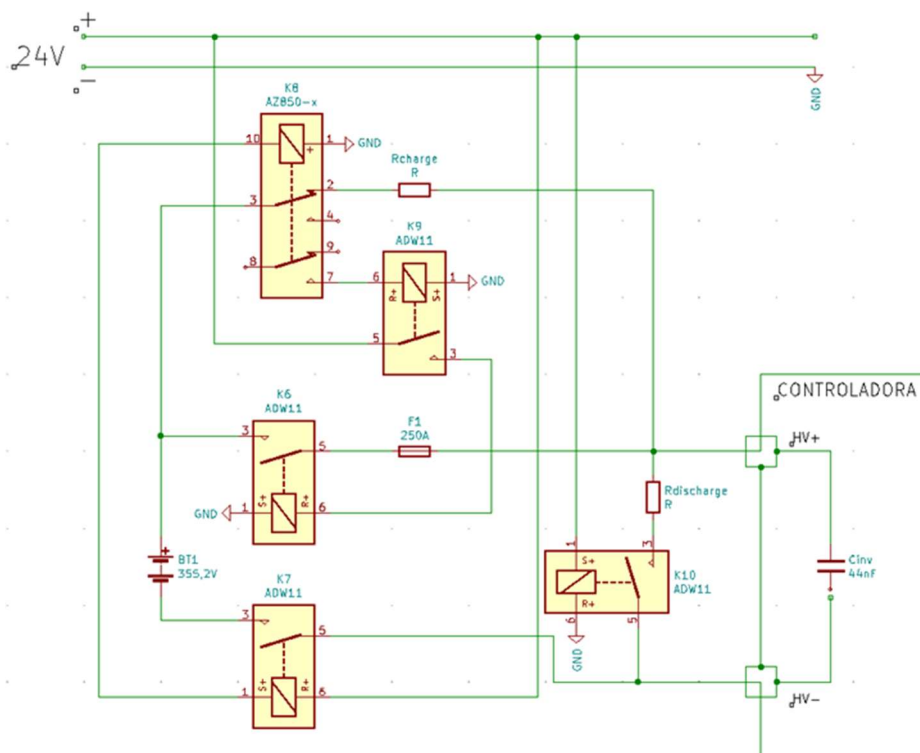 +
24V
−
GND
K8
AZ850-x
10
1
GND
+
Rcharge
R
2
3
4
K9
ADW11
9
8
7
6
1
GND
R+
S+
5
3
K6
ADW11
CONTROLADORA
3
F1
250A
HV+
5
S+
R+
GND
1
6
Rdischarge
R
BT1
355,2V
1
3
Cinv
44nF
K7
ADW11
S+
K10
ADW11
R+
3
6
5
5
GND
S+
R+
1
6
HV-